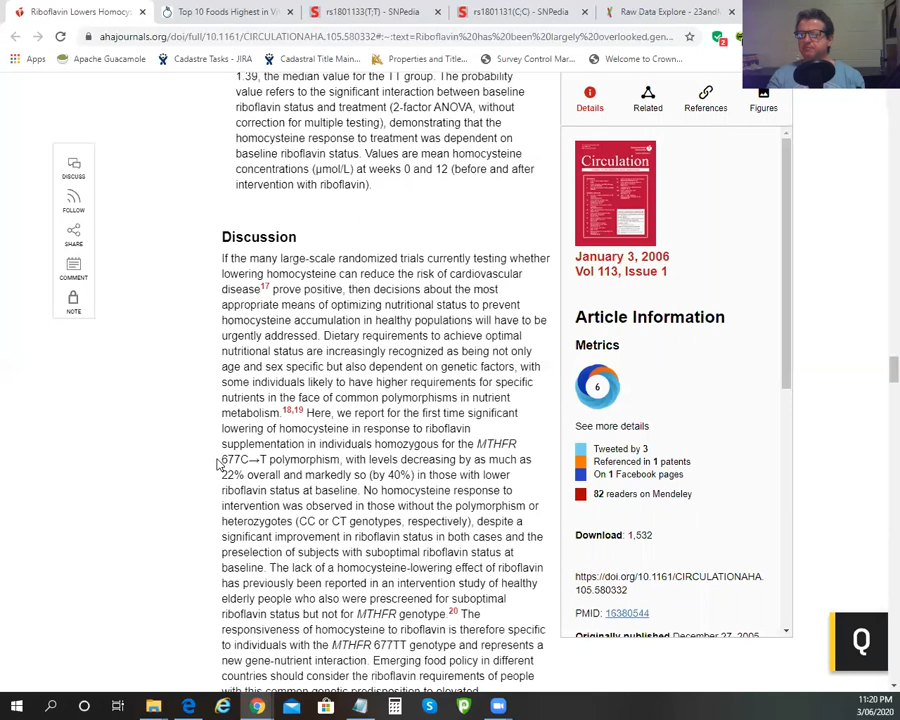 Riboflavin Lowers Homocys
Top 10 Foods Highest in V
rs1801133(T;T) - SNPedia
rs1801131(C;C) - SNPedia
Raw Data Explore - 23and
ahajournals.org/doi/full/10.1161/CIRCULATIONAHA.105.580332#:~:text=Riboflavin%20has%20been%20largely%20overlooked,gen...
2
Apps
Apache Guacamole
Cadastre Tasks - JIRA
Cadastral Title Main...
Properties and Title...
Survey Control Mar...
Welcome to Crown...
1.39, the median value for the TT group. The probability
value refers to the significant interaction between baseline
riboflavin status and treatment (2-factor ANOVA, without
correction for multiple testing), demonstrating that the
homocysteine response to treatment was dependent on
baseline riboflavin status. Values are mean homocysteine
concentrations (μmol/L) at weeks 0 and 12 (before and after
intervention with riboflavin).
DISCUSS
FOLLOW
SHARE
COMMENT
NOTE
Discussion
If the many large-scale randomized trials currently testing whether
lowering homocysteine can reduce the risk of cardiovascular
disease17 prove positive, then decisions about the most
appropriate means of optimizing nutritional status to prevent
homocysteine accumulation in healthy populations will have to be
urgently addressed. Dietary requirements to achieve optimal
nutritional status are increasingly recognized as being not only
age and sex specific but also dependent on genetic factors, with
some individuals likely to have higher requirements for specific
nutrients in the face of common polymorphisms in nutrient
metabolism.18,19 Here, we report for the first time significant
lowering of homocysteine in response to riboflavin
supplementation in individuals homozygous for the MTHFR
677C→T polymorphism, with levels decreasing by as much as
22% overall and markedly so (by 40%) in those with lower
riboflavin status at baseline. No homocysteine response to
intervention was observed in those without the polymorphism or
heterozygotes (CC or CT genotypes, respectively), despite a
significant improvement in riboflavin status in both cases and the
preselection of subjects with suboptimal riboflavin status at
baseline. The lack of a homocysteine-lowering effect of riboflavin
has previously been reported in an intervention study of healthy
elderly people who also were prescreened for suboptimal
riboflavin status but not for MTHFR genotype.20 The
responsiveness of homocysteine to riboflavin is therefore specific
to individuals with the MTHFR 677TT genotype and represents a
new gene-nutrient interaction. Emerging food policy in different
countries should consider the riboflavin requirements of people
with this common genetic predisposition to elevated
Details
Related
References
Figures
Circulation
January 3, 2006
Vol 113, Issue 1
Article Information
Metrics
6
See more details
Tweeted by 3
Referenced in 1 patents
On 1 Facebook pages
82 readers on Mendeley
Download: 1,532
https://doi.org/10.1161/CIRCULATIONAHA.
105.580332
PMID: 16380544
Originally published December 27, 2005
Q
11:20 PM
3/06/2020